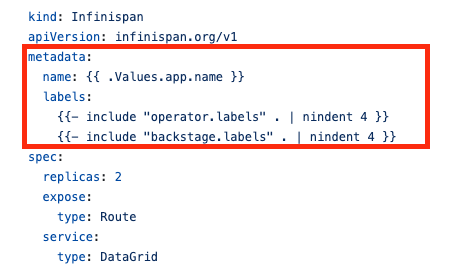 kind: Infinispan
apiVersion: infinispan.org/v1
metadata:
  name: {{ .Values.app.name }}
  labels:
    {{- include "operator.labels" . | nindent 4 }}
    {{- include "backstage.labels" . | nindent 4 }}
spec:
  replicas: 2
  expose:
    type: Route
  service:
    type: DataGrid